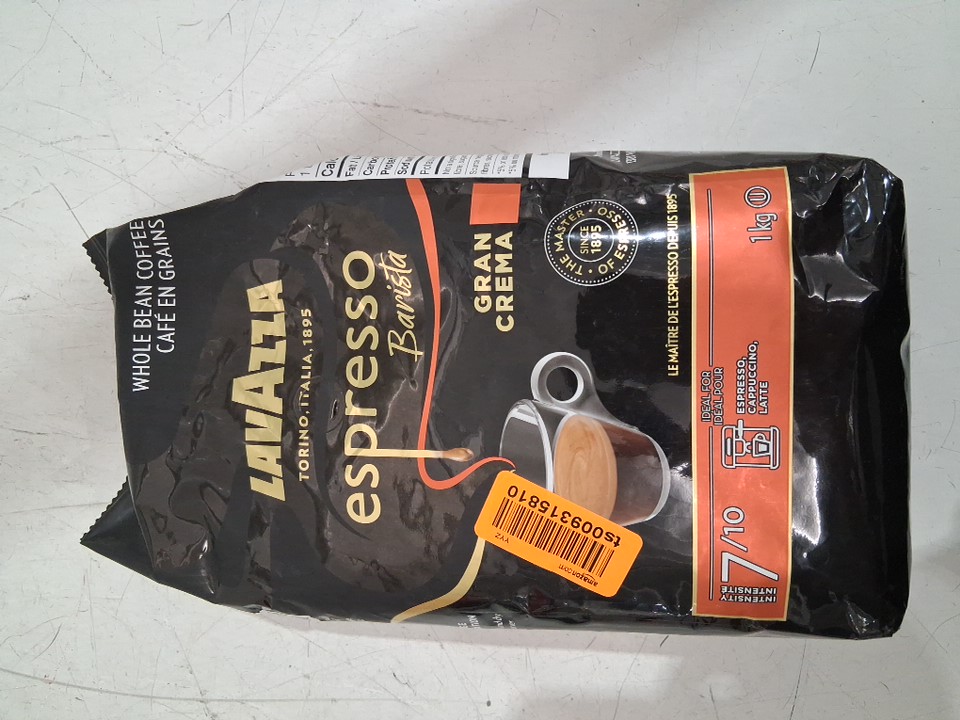 WHOLE BEAN COFFEE
CAFÉ EN GRAINS
LAVAZZA
TORINO, ITALIA, 1895
espresso
Barista
GRAN
CREMA
THE MASTER • OF ESPRESSO •
SINCE
1895
LE MAÎTRE DE L'ESPRESSO DEPUIS 1895
IDEAL FOR
IDÉAL POUR
ESPRESSO,
CAPPUCCINO,
LATTE
INTENSITY
INTENSITÉ
7/10
1kg U
YYZ
amazon.com
ts009315810